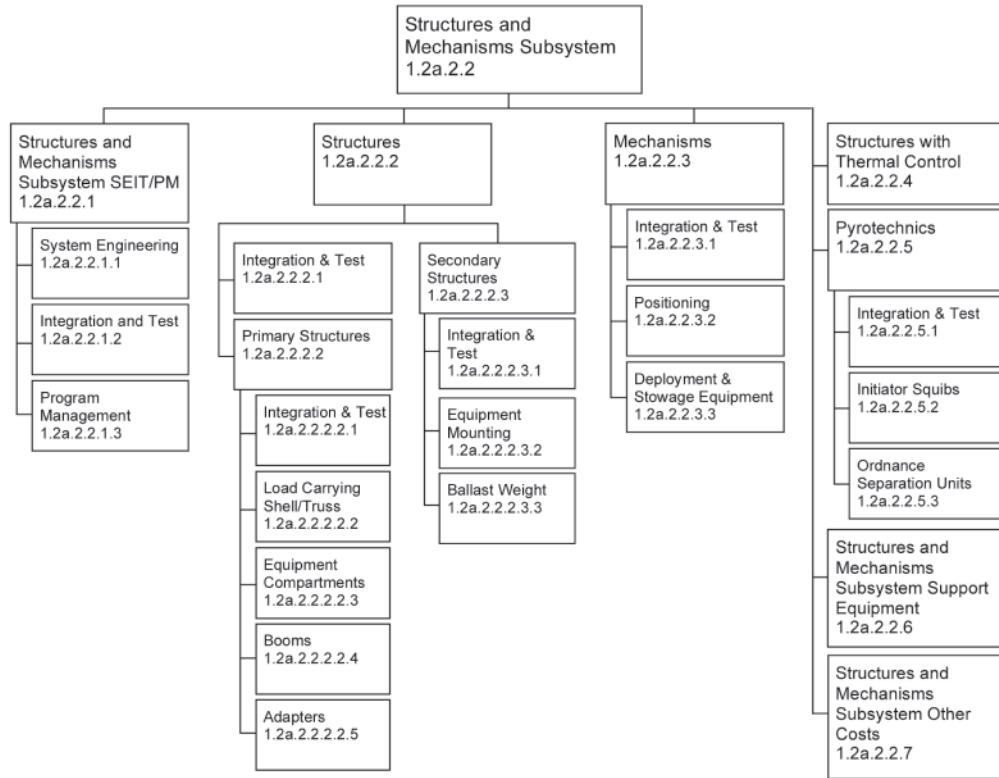 Structures and
Mechanisms Subsystem
1.2a.2.2
Structures and
Mechanisms
Subsystem SEIT/PM
1.2a.2.2.1
System Engineering
1.2a.2.2.1.1
Integration and Test
1.2a.2.2.1.2
Program
Management
1.2a.2.2.1.3
Structures
1.2a.2.2.2
Integration & Test
1.2a.2.2.2.1
Primary Structures
1.2a.2.2.2.2
Integration & Test
1.2a.2.2.2.2.1
Load Carrying
Shell/Truss
1.2a.2.2.2.2.2
Equipment
Compartments
1.2a.2.2.2.2.3
Booms
1.2a.2.2.2.2.4
Adapters
1.2a.2.2.2.2.5
Secondary
Structures
1.2a.2.2.2.3
Integration &
Test
1.2a.2.2.2.3.1
Equipment
Mounting
1.2a.2.2.2.3.2
Ballast Weight
1.2a.2.2.2.3.3
Mechanisms
1.2a.2.2.3
Integration & Test
1.2a.2.2.3.1
Positioning
1.2a.2.2.3.2
Deployment &
Stowage Equipment
1.2a.2.2.3.3
Structures with
Thermal Control
1.2a.2.2.4
Pyrotechnics
1.2a.2.2.5
Integration & Test
1.2a.2.2.5.1
Initiator Squibs
1.2a.2.2.5.2
Ordnance
Separation Units
1.2a.2.2.5.3
Structures and
Mechanisms
Subsystem Support
Equipment
1.2a.2.2.6
Structures and
Mechanisms
Subsystem Other
Costs
1.2a.2.2.7